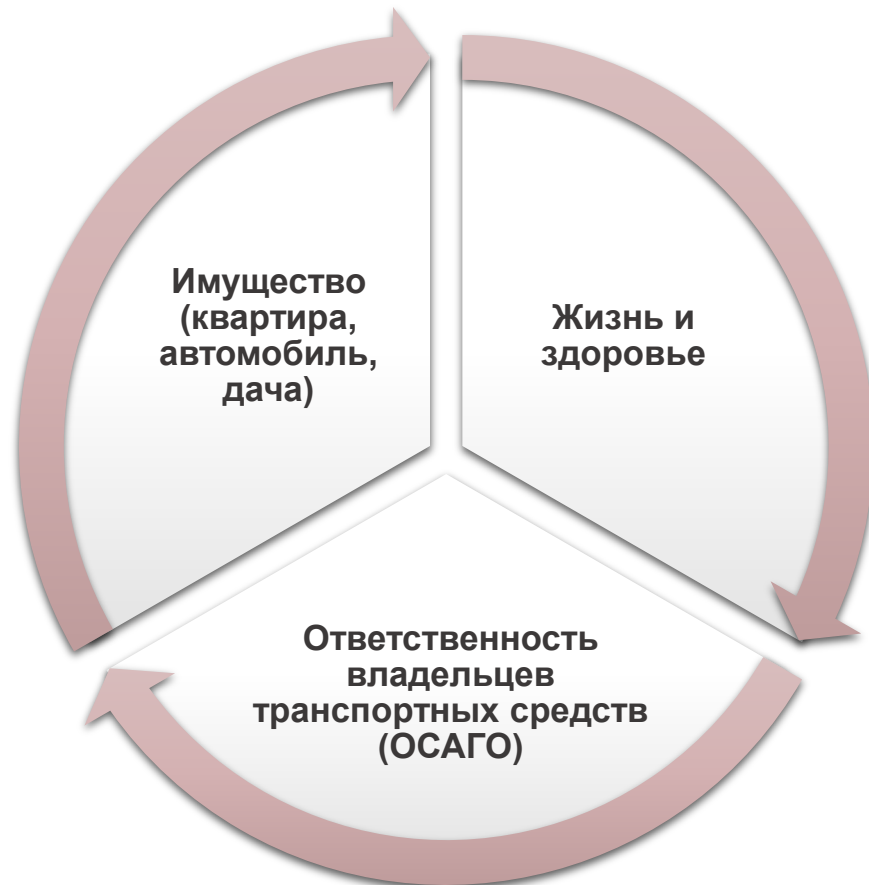 Имущество
(квартира,
автомобиль,
дача)
Жизнь и
здоровье
Ответственность
владельцев
транспортных средств
(ОСАГО)